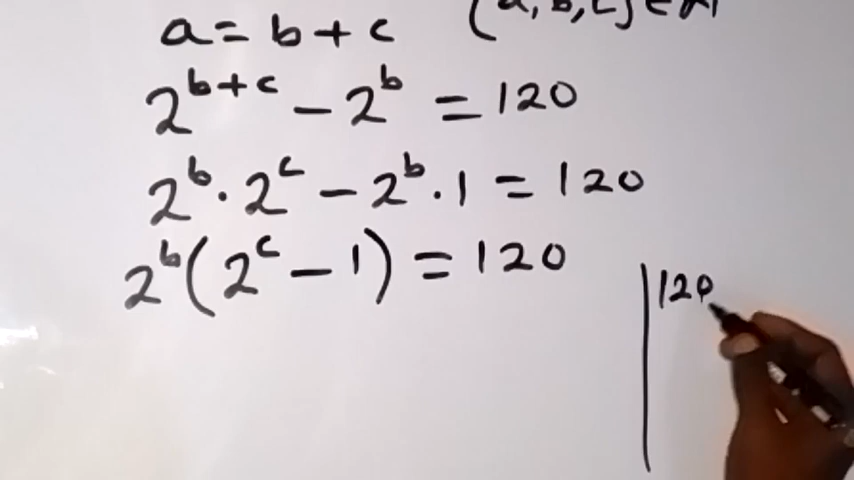 a = b + c
2^{b+c} - 2^b = 120
2^b · 2^c - 2^b · 1 = 120
2^b (2^c - 1) = 120
120